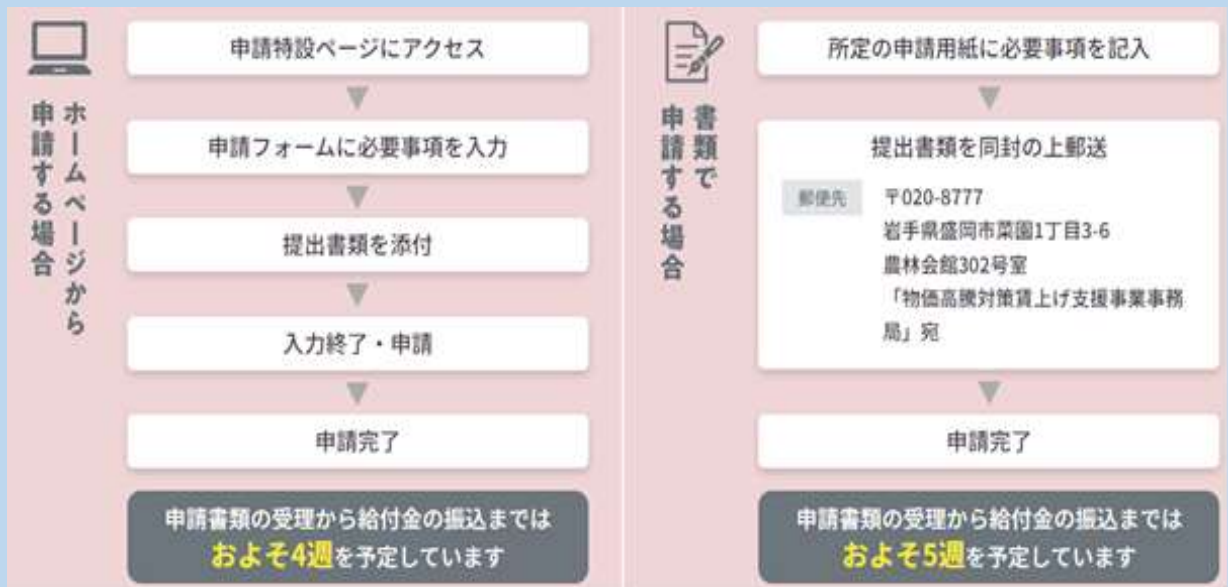 ホームページから
申請する場合
申請特設ページにアクセス
申請フォームに必要事項を入力
提出書類を添付
入力終了・申請
申請完了
申請書類の受理から給付金の振込までは
およそ4週を予定しています
書類で
申請する場合
所定の申請用紙に必要事項を記入
提出書類を同封の上郵送
郵便先
〒020-8777
岩手県盛岡市菜園1丁目3-6
農林会館302号室
「物価高騰対策賃上げ支援事業事務
局」宛
申請完了
申請書類の受理から給付金の振込までは
およそ5週を予定しています